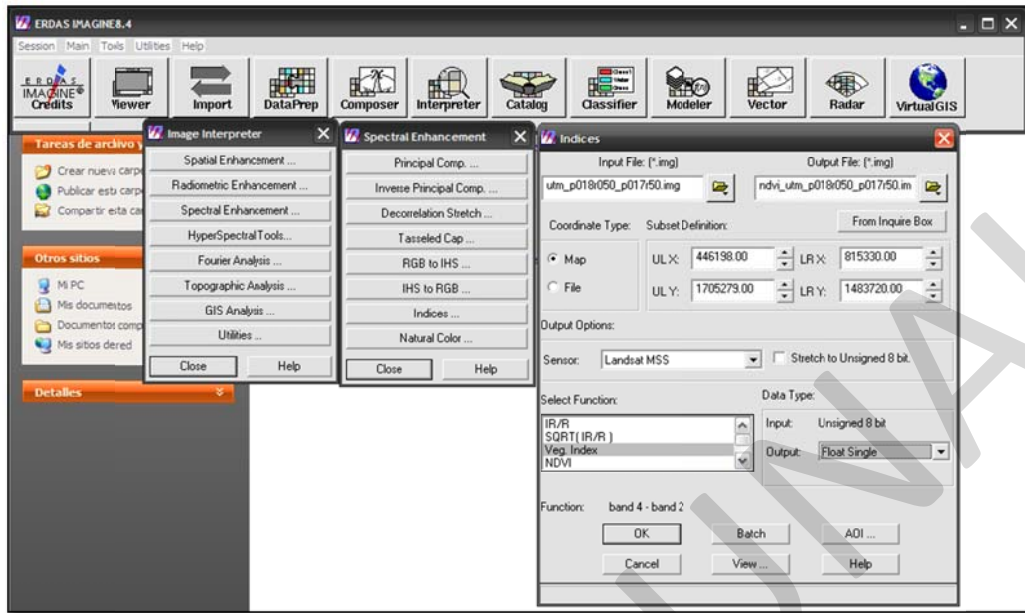 ERDAS IMAGINE8.4
Session Main Tools Utilities Help
ERDAS
IMAGINE®
Credits
Viewer
Import
DataPrep
Composer
Interpreter
Catalog
Classifier
Modeler
Vector
Radar
VirtualGIS
Tareas de archivo y
Crear nueva carpe
Publicar esta carpe
Compartir esta car
Otros sitios
Mi PC
Mis documentos
Documentos comp
Mis sitios de red
Detalles
Image Interpreter
Spatial Enhancement ...
Radiometric Enhancement ...
Spectral Enhancement ...
HyperSpectral Tools...
Fourier Analysis ...
Topographic Analysis ...
GIS Analysis ...
Utilities ...
Close Help
Spectral Enhancement
Principal Comp. ...
Inverse Principal Comp. ...
Decorrelation Stretch ...
Tasseled Cap ...
RGB to IHS ...
IHS to RGB ...
Indices ...
Natural Color ...
Close Help
Indices
Input File: (*.img) Output File: (*.img)
utm_p018r050_p017r50.img ndvi_utm_p018r050_p017r50.im
Coordinate Type: Subset Definition: From Inquire Box
Map UL X: 446198.00 LR X: 815330.00
File UL Y: 1705279.00 LR Y: 1483720.00
Output Options:
Sensor: Landsat MSS Stretch to Unsigned 8 bit.
Select Function: Data Type:
IR/R
SQRT( IR/R )
Veg. Index
NDVI
Input: Unsigned 8 bit
Output: Float Single
Function: band 4 - band 2
OK Batch AOI ...
Cancel View ... Help
UNA